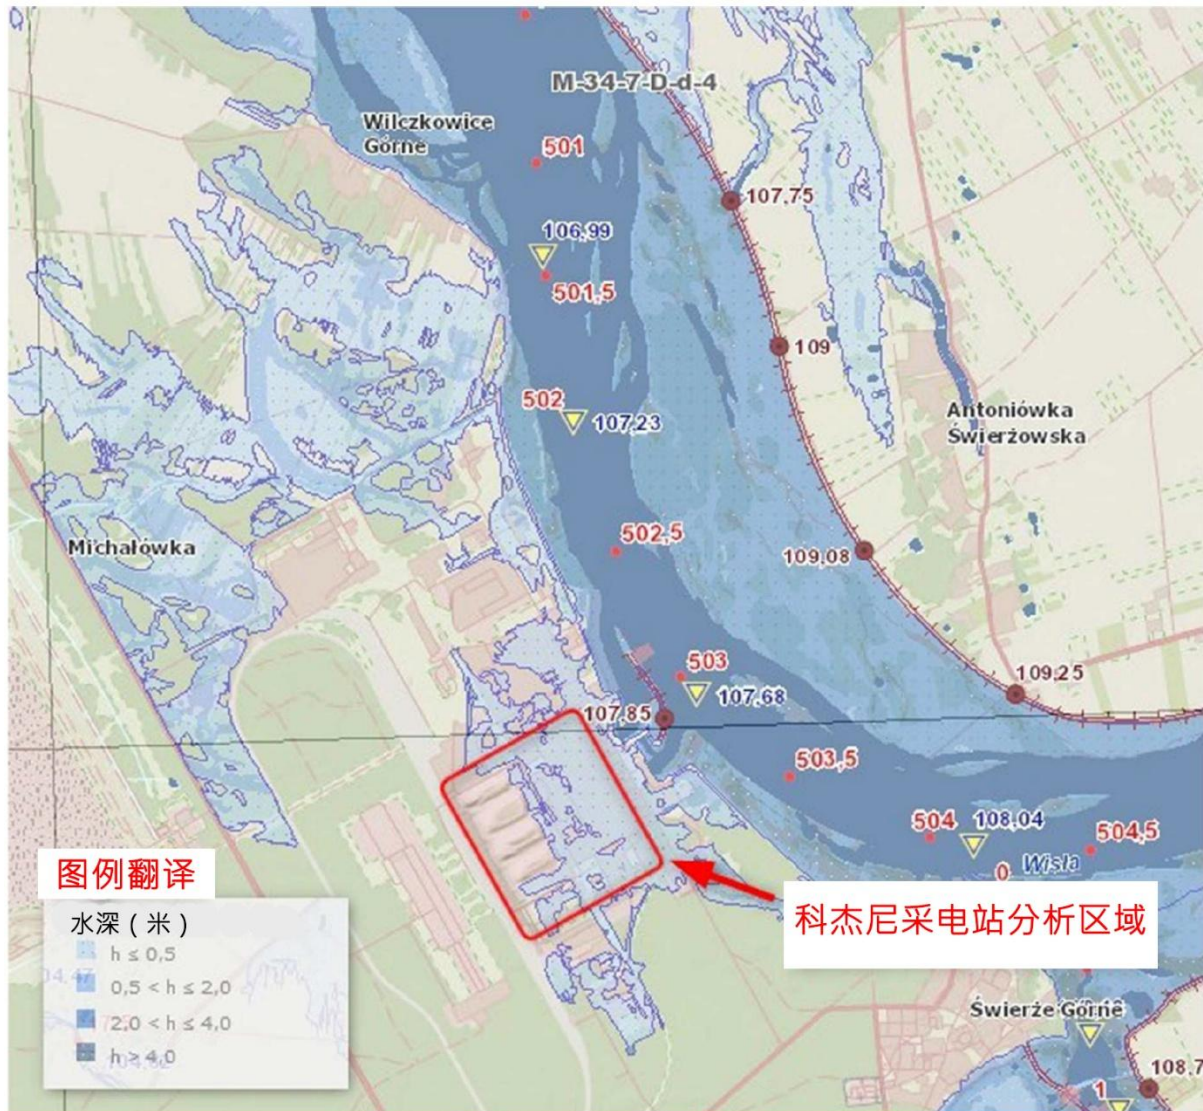 M-34-7-D-d-4
Wilczkowice
Górne
501
107,75
106,99
501,5
109
502
107,23
Antoniówka
Świerżowska
502,5
109,08
Michałówka
503
107,68
109,25
107,85
503,5
504
108,04
504,5
0
Wisła
图例翻译
水深（米）
h ≤ 0,5
0,5 < h ≤ 2,0
2,0 < h ≤ 4,0
h > 4,0
科杰尼采电站分析区域
Świerże Górne
108,7
1